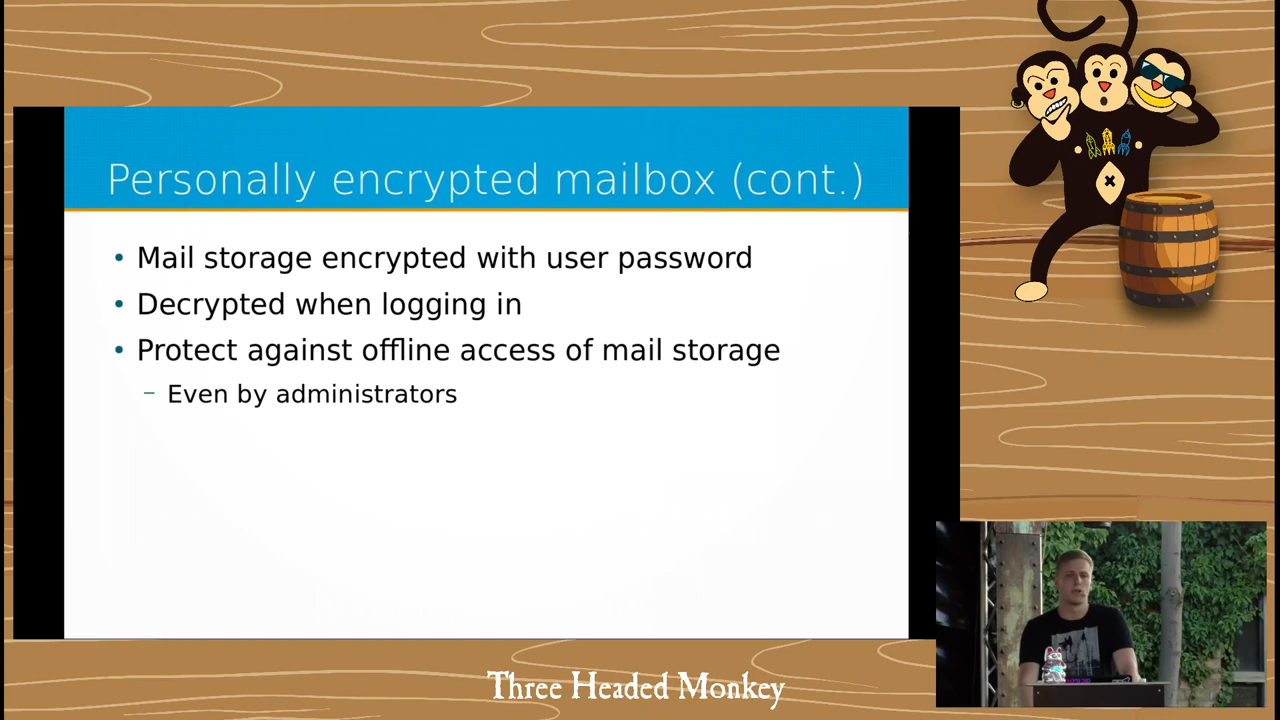 Personally encrypted mailbox (cont.)
• Mail storage encrypted with user password
• Decrypted when logging in
• Protect against offline access of mail storage
– Even by administrators
Three Headed Monkey